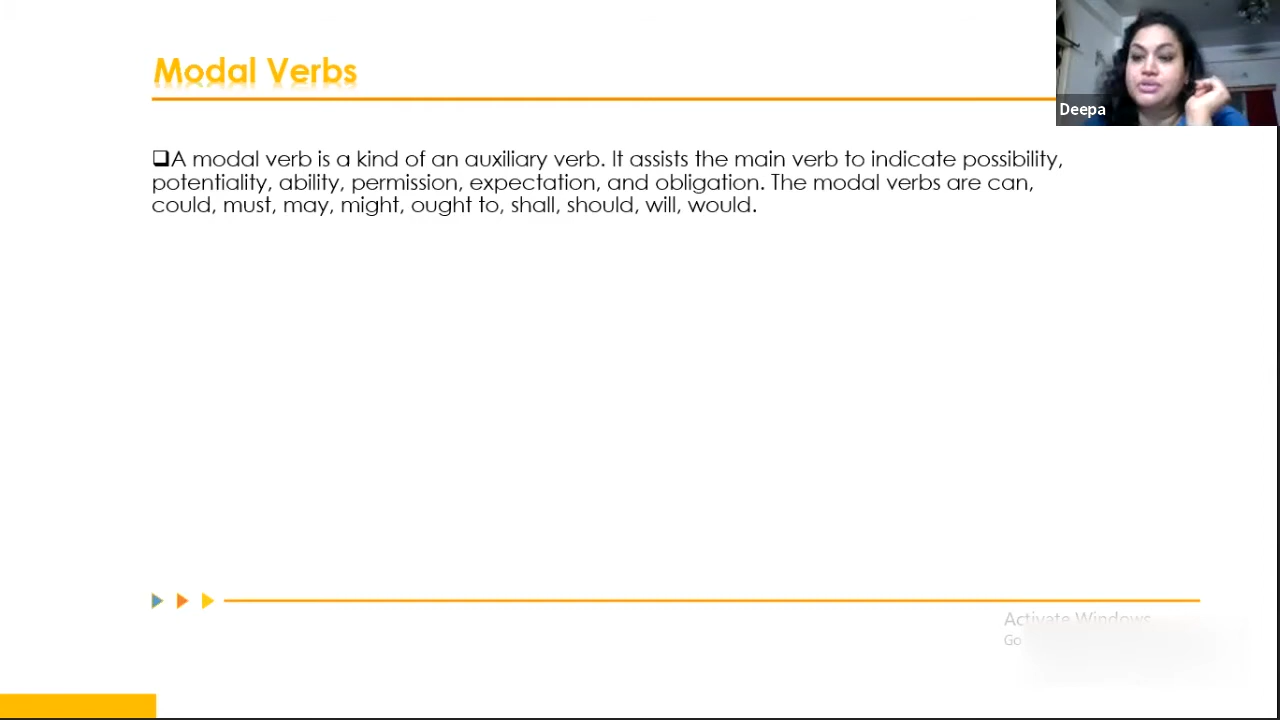 Modal Verbs
Deepa
❑A modal verb is a kind of an auxiliary verb. It assists the main verb to indicate possibility,
potentiality, ability, permission, expectation, and obligation. The modal verbs are can,
could, must, may, might, ought to, shall, should, will, would.
Activate Windows
Go